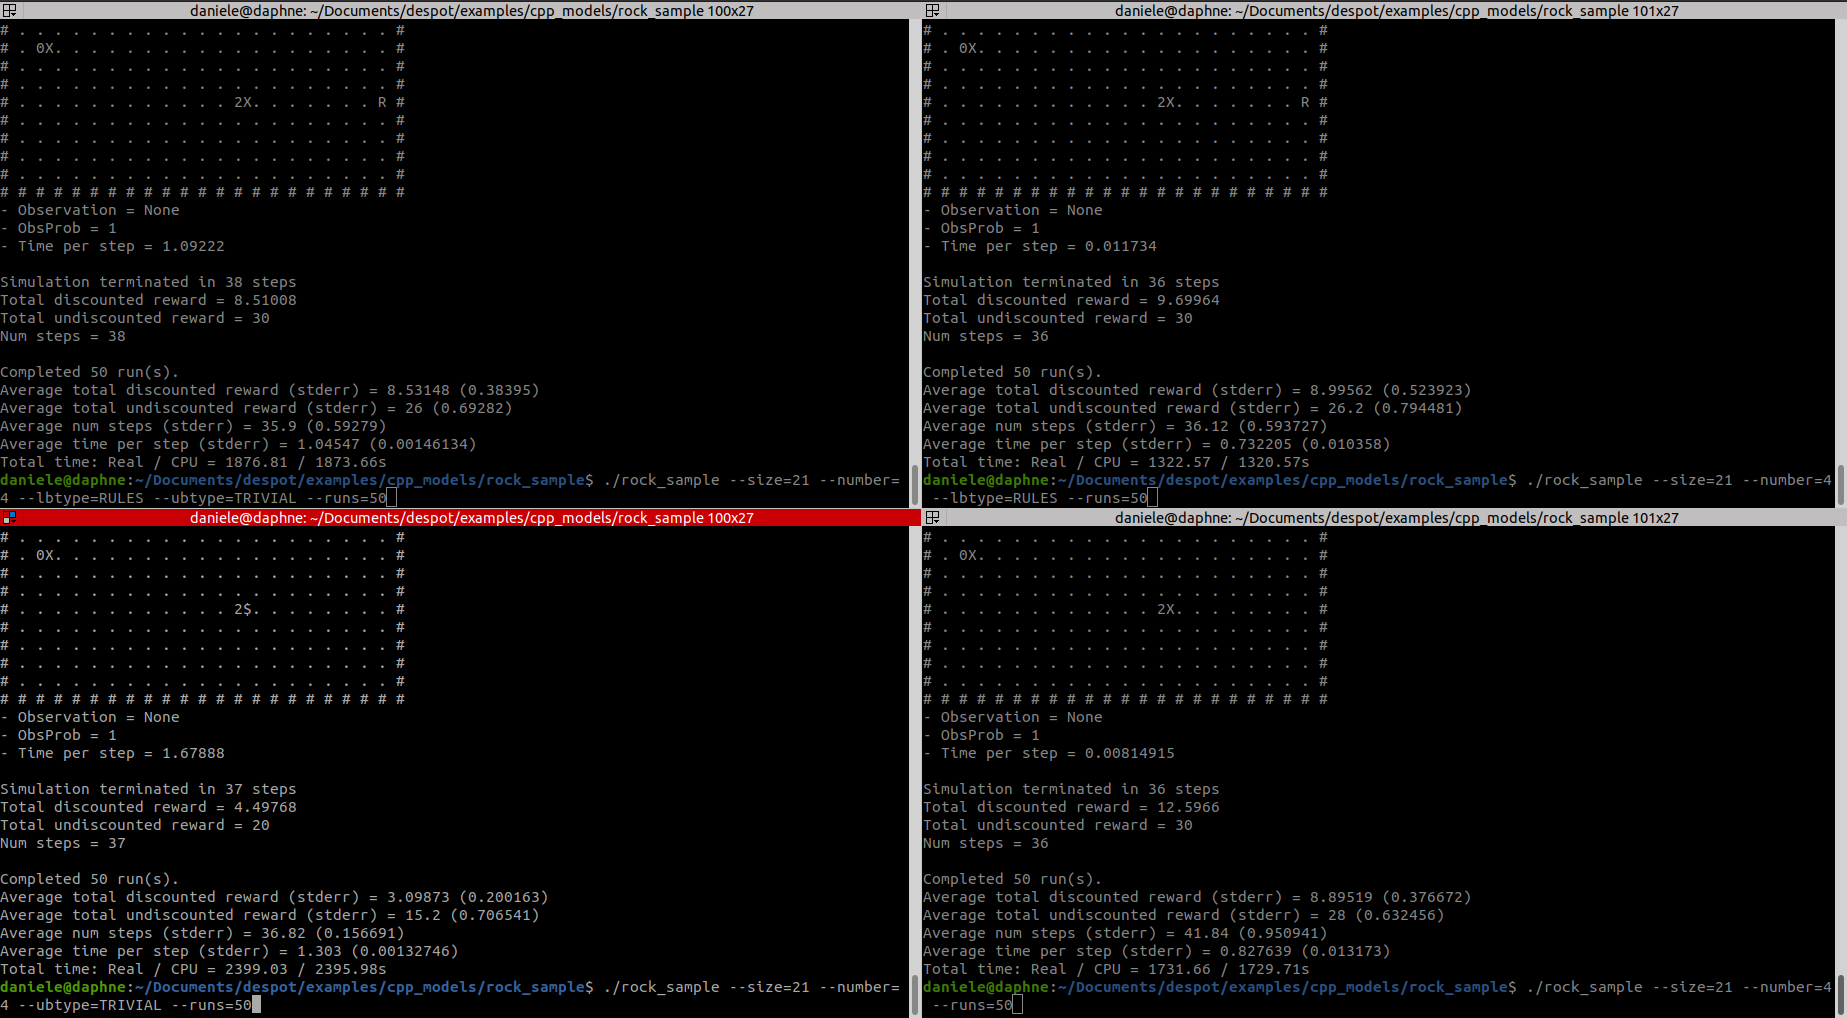 daniele@daphne: ~/Documents/despot/examples/cpp_models/rock_sample 100x27
# . . . . . . . . . . . . . . . . . . . . . #
# . 0X. . . . . . . . . . . . . . . . . . . #
# . . . . . . . . . . . . . . . . . . . . . #
# . . . . . . . . . . . . . . . . . . . . . #
# . . . . . . . . . . . . 2X. . . . . . . R #
# . . . . . . . . . . . . . . . . . . . . . #
# . . . . . . . . . . . . . . . . . . . . . #
# . . . . . . . . . . . . . . . . . . . . . #
# . . . . . . . . . . . . . . . . . . . . . #
# # # # # # # # # # # # # # # # # # # # # # #
- Observation = None
- ObsProb = 1
- Time per step = 1.09222
Simulation terminated in 38 steps
Total discounted reward = 8.51008
Total undiscounted reward = 30
Num steps = 38
Completed 50 run(s).
Average total discounted reward (stderr) = 8.53148 (0.38395)
Average total undiscounted reward (stderr) = 26 (0.69282)
Average num steps (stderr) = 35.9 (0.59279)
Average time per step (stderr) = 1.04547 (0.00146134)
Total time: Real / CPU = 1876.81 / 1873.66s
daniele@daphne:~/Documents/despot/examples/cpp_models/rock_sample$ ./rock_sample --size=21 --number=
4 --lbtype=RULES --ubtype=TRIVIAL --runs=50
daniele@daphne: ~/Documents/despot/examples/cpp_models/rock_sample 101x27
# . . . . . . . . . . . . . . . . . . . . . #
# . 0X. . . . . . . . . . . . . . . . . . . #
# . . . . . . . . . . . . . . . . . . . . . #
# . . . . . . . . . . . . . . . . . . . . . #
# . . . . . . . . . . . . 2X. . . . . . . R #
# . . . . . . . . . . . . . . . . . . . . . #
# . . . . . . . . . . . . . . . . . . . . . #
# . . . . . . . . . . . . . . . . . . . . . #
# . . . . . . . . . . . . . . . . . . . . . #
# # # # # # # # # # # # # # # # # # # # # # #
- Observation = None
- ObsProb = 1
- Time per step = 0.011734
Simulation terminated in 36 steps
Total discounted reward = 9.69964
Total undiscounted reward = 30
Num steps = 36
Completed 50 run(s).
Average total discounted reward (stderr) = 8.99562 (0.523923)
Average total undiscounted reward (stderr) = 26.2 (0.794481)
Average num steps (stderr) = 36.12 (0.593727)
Average time per step (stderr) = 0.732205 (0.010358)
Total time: Real / CPU = 1322.57 / 1320.57s
daniele@daphne:~/Documents/despot/examples/cpp_models/rock_sample$ ./rock_sample --size=21 --number=4
--lbtype=RULES --runs=50
daniele@daphne: ~/Documents/despot/examples/cpp_models/rock_sample 100x27
# . . . . . . . . . . . . . . . . . . . . . #
# . 0X. . . . . . . . . . . . . . . . . . . #
# . . . . . . . . . . . . . . . . . . . . . #
# . . . . . . . . . . . . . . . . . . . . . #
# . . . . . . . . . . . . 2$. . . . . . . . #
# . . . . . . . . . . . . . . . . . . . . . #
# . . . . . . . . . . . . . . . . . . . . . #
# . . . . . . . . . . . . . . . . . . . . . #
# . . . . . . . . . . . . . . . . . . . . . #
# # # # # # # # # # # # # # # # # # # # # # #
- Observation = None
- ObsProb = 1
- Time per step = 1.67888
Simulation terminated in 37 steps
Total discounted reward = 4.49768
Total undiscounted reward = 20
Num steps = 37
Completed 50 run(s).
Average total discounted reward (stderr) = 3.09873 (0.200163)
Average total undiscounted reward (stderr) = 15.2 (0.706541)
Average num steps (stderr) = 36.82 (0.156691)
Average time per step (stderr) = 1.303 (0.00132746)
Total time: Real / CPU = 2399.03 / 2395.98s
daniele@daphne:~/Documents/despot/examples/cpp_models/rock_sample$ ./rock_sample --size=21 --number=
4 --ubtype=TRIVIAL --runs=50
daniele@daphne: ~/Documents/despot/examples/cpp_models/rock_sample 101x27
# . . . . . . . . . . . . . . . . . . . . . #
# . 0X. . . . . . . . . . . . . . . . . . . #
# . . . . . . . . . . . . . . . . . . . . . #
# . . . . . . . . . . . . . . . . . . . . . #
# . . . . . . . . . . . . 2X. . . . . . . . #
# . . . . . . . . . . . . . . . . . . . . . #
# . . . . . . . . . . . . . . . . . . . . . #
# . . . . . . . . . . . . . . . . . . . . . #
# . . . . . . . . . . . . . . . . . . . . . #
# # # # # # # # # # # # # # # # # # # # # # #
- Observation = None
- ObsProb = 1
- Time per step = 0.00814915
Simulation terminated in 36 steps
Total discounted reward = 12.5966
Total undiscounted reward = 30
Num steps = 36
Completed 50 run(s).
Average total discounted reward (stderr) = 8.89519 (0.376672)
Average total undiscounted reward (stderr) = 28 (0.632456)
Average num steps (stderr) = 41.84 (0.950941)
Average time per step (stderr) = 0.827639 (0.013173)
Total time: Real / CPU = 1731.66 / 1729.71s
daniele@daphne:~/Documents/despot/examples/cpp_models/rock_sample$ ./rock_sample --size=21 --number=4
--runs=50